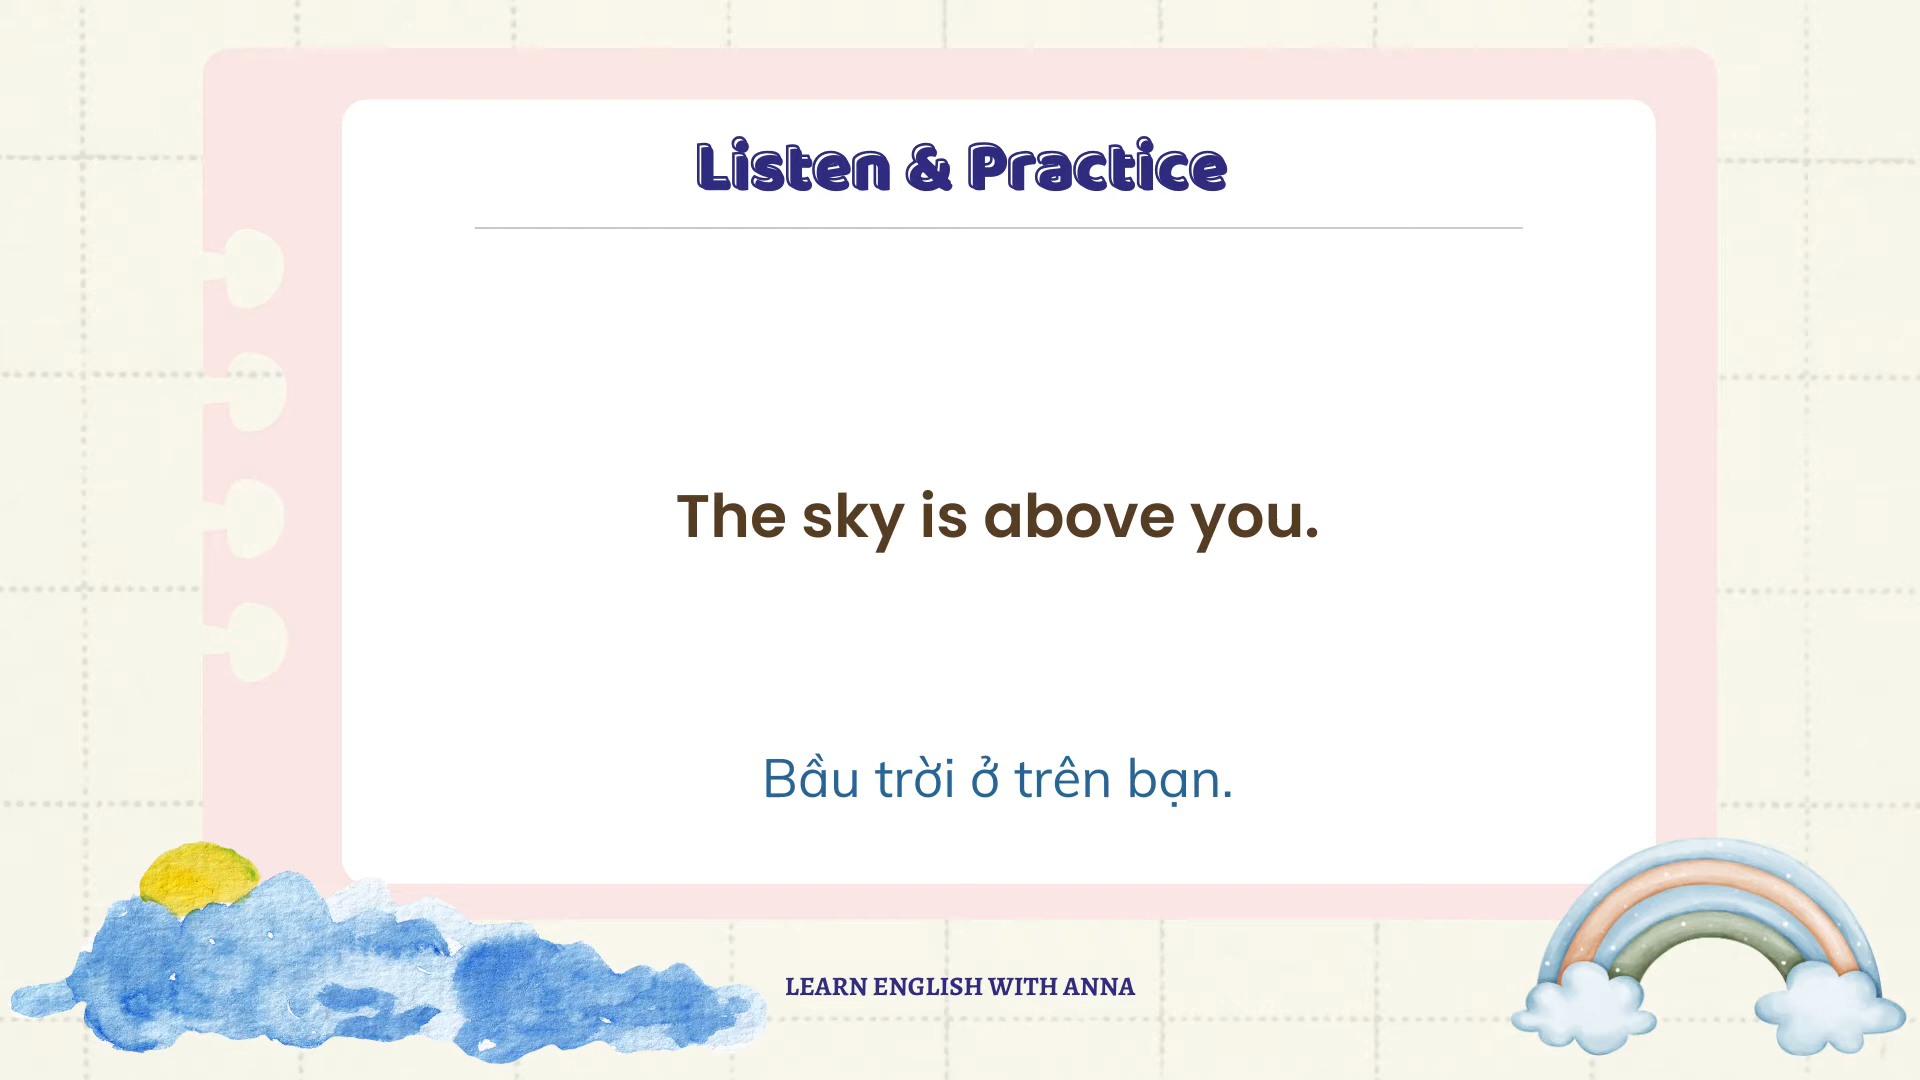 Listen & Practice
The sky is above you.
Bầu trời ở trên bạn.
LEARN ENGLISH WITH ANNA